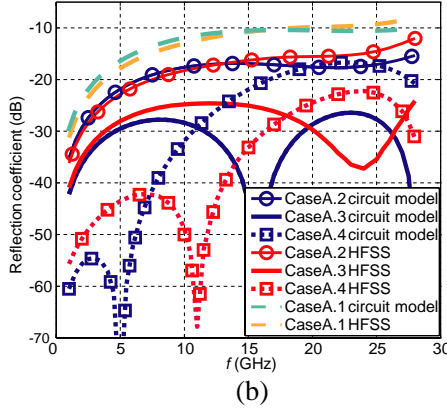 -10
-20
-30
-40
-50
-60
-70
Reflection coefficient (dB)
CaseA.2 circuit model
CaseA.3 circuit model
CaseA.4 circuit model
CaseA.2 HFSS
CaseA.3 HFSS
CaseA.4 HFSS
CaseA.1 circuit model
CaseA.1 HFSS
0 5 10 15 20 25 30
f (GHz)
(b)